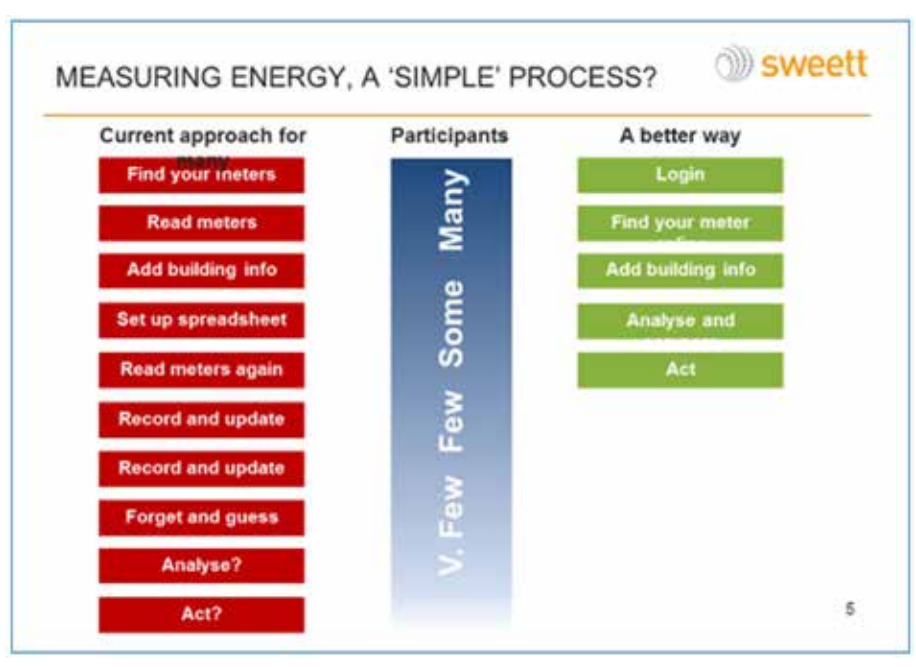 MEASURING ENERGY, A 'SIMPLE' PROCESS?
sweett
Current approach for
many
Find your meters
Read meters
Add building info
Set up spreadsheet
Read meters again
Record and update
Record and update
Forget and guess
Analyse?
Act?
Participants
V. Few Few Some Many
A better way
Login
Find your meter
Add building info
Analyse and
Act
5